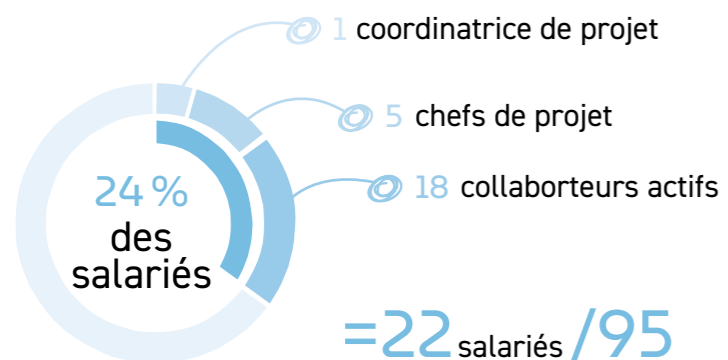 1 coordinatrice de projet
5 chefs de projet
18 collaborteurs actifs
24 %
des
salariés
=22 salariés /95